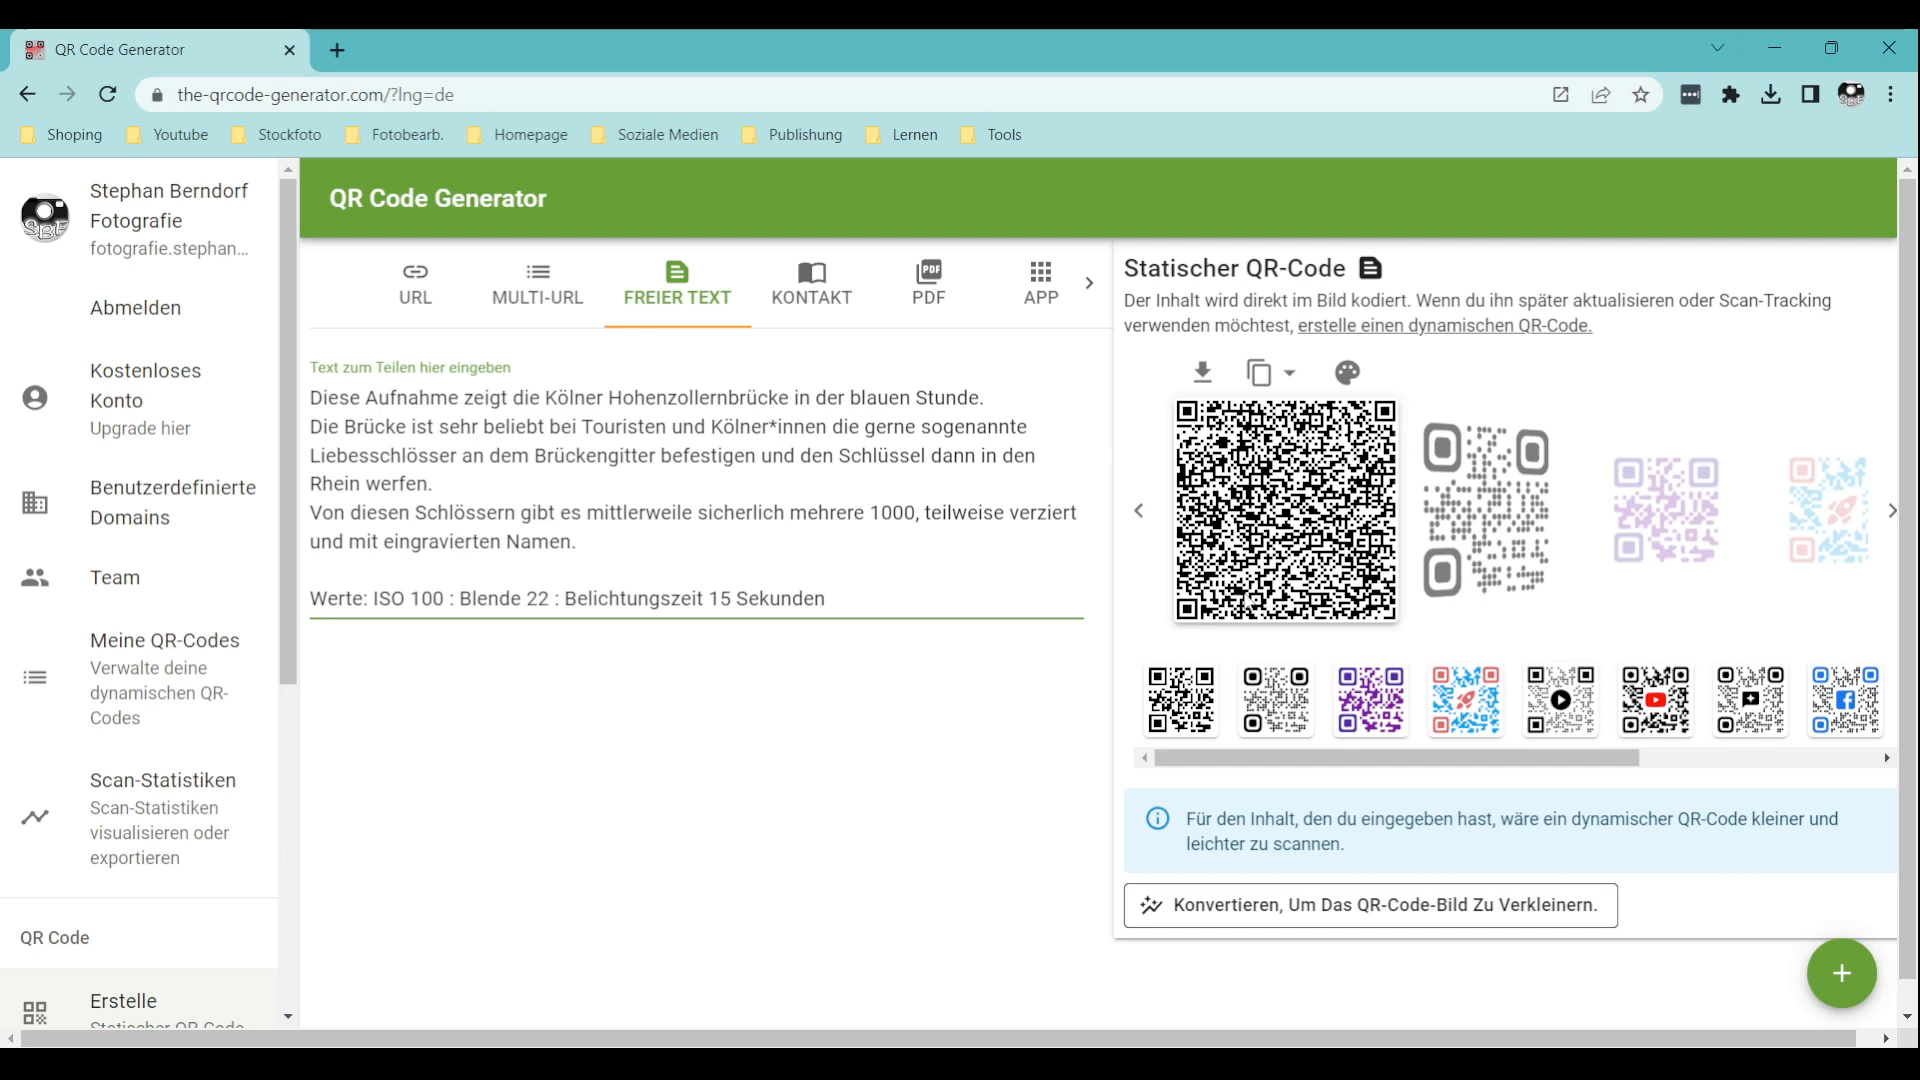 QR Code Generator
the-qrcode-generator.com/?lng=de
Shoping
Youtube
Stockfoto
Fotobearb.
Homepage
Soziale Medien
Publishung
Lernen
Tools
Stephan Berndorf
Fotografie
fotografie.stephan...
Abmelden
Kostenloses
Konto
Upgrade hier
Benutzerdefinierte
Domains
Team
Meine QR-Codes
Verwalte deine
dynamischen QR-
Codes
Scan-Statistiken
Scan-Statistiken
visualisieren oder
exportieren
QR Code
Erstelle
Statischer QR-Code
QR Code Generator
URL
MULTI-URL
FREIER TEXT
KONTAKT
PDF
APP
Text zum Teilen hier eingeben
Diese Aufnahme zeigt die Kölner Hohenzollernbrücke in der blauen Stunde.
Die Brücke ist sehr beliebt bei Touristen und Kölner*innen die gerne sogenannte
Liebesschlösser an dem Brückengitter befestigen und den Schlüssel dann in den
Rhein werfen.
Von diesen Schlössern gibt es mittlerweile sicherlich mehrere 1000, teilweise verziert
und mit eingravierten Namen.
Werte: ISO 100 : Blende 22 : Belichtungszeit 15 Sekunden
Statischer QR-Code
Der Inhalt wird direkt im Bild kodiert. Wenn du ihn später aktualisieren oder Scan-Tracking
verwenden möchtest, erstelle einen dynamischen QR-Code.
Für den Inhalt, den du eingegeben hast, wäre ein dynamischer QR-Code kleiner und
leichter zu scannen.
Konvertieren, Um Das QR-Code-Bild Zu Verkleinern.